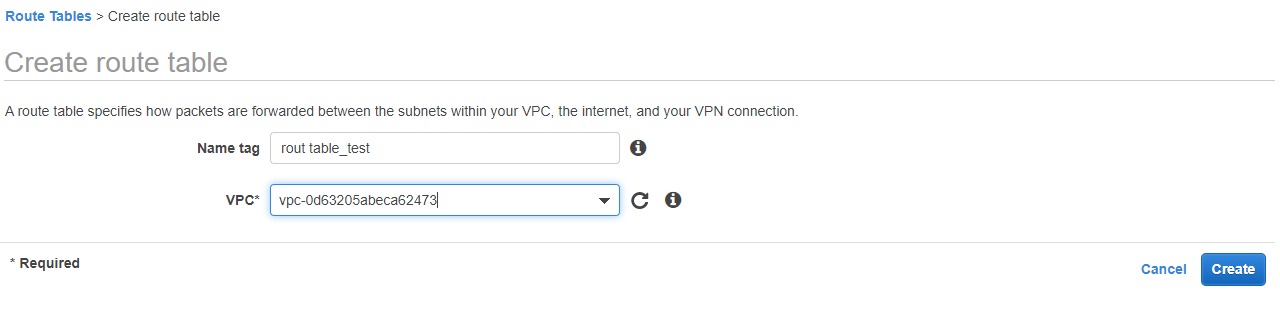 Route Tables > Create route table
Create route table
A route table specifies how packets are forwarded between the subnets within your VPC, the internet, and your VPN connection.
Name tag rout table_test
VPC* vpc-0d63205abeca62473
* Required
Cancel Create